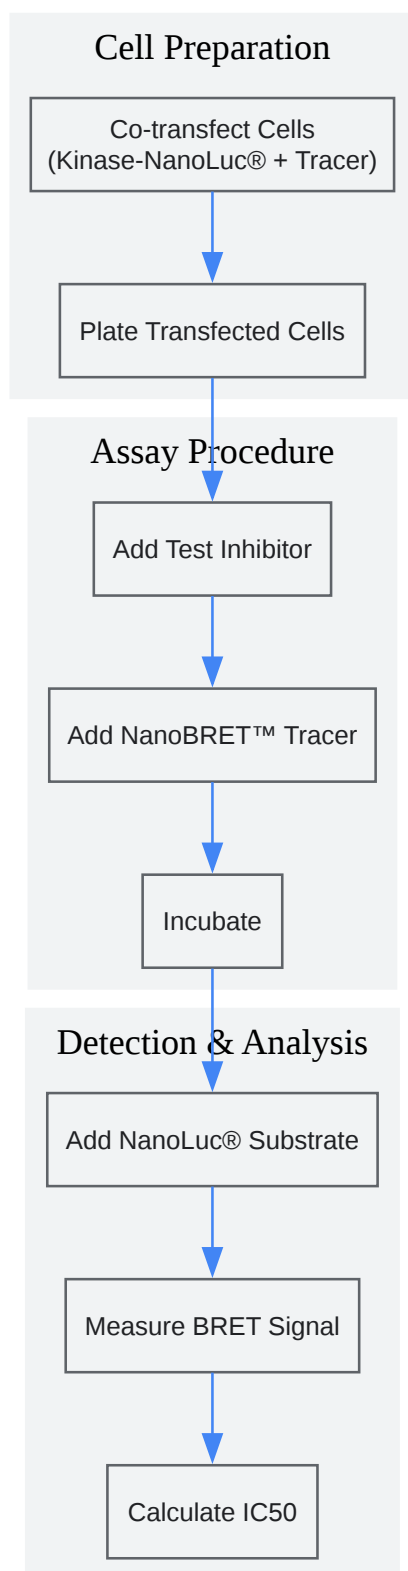 Cell Preparation
Co-transfect Cells
(Kinase-NanoLuc® + Tracer)
Plate Transfected Cells
Assay Procedure
Add Test Inhibitor
Add NanoBRET™ Tracer
Incubate
Detection & Analysis
Add NanoLuc® Substrate
Measure BRET Signal
Calculate IC50